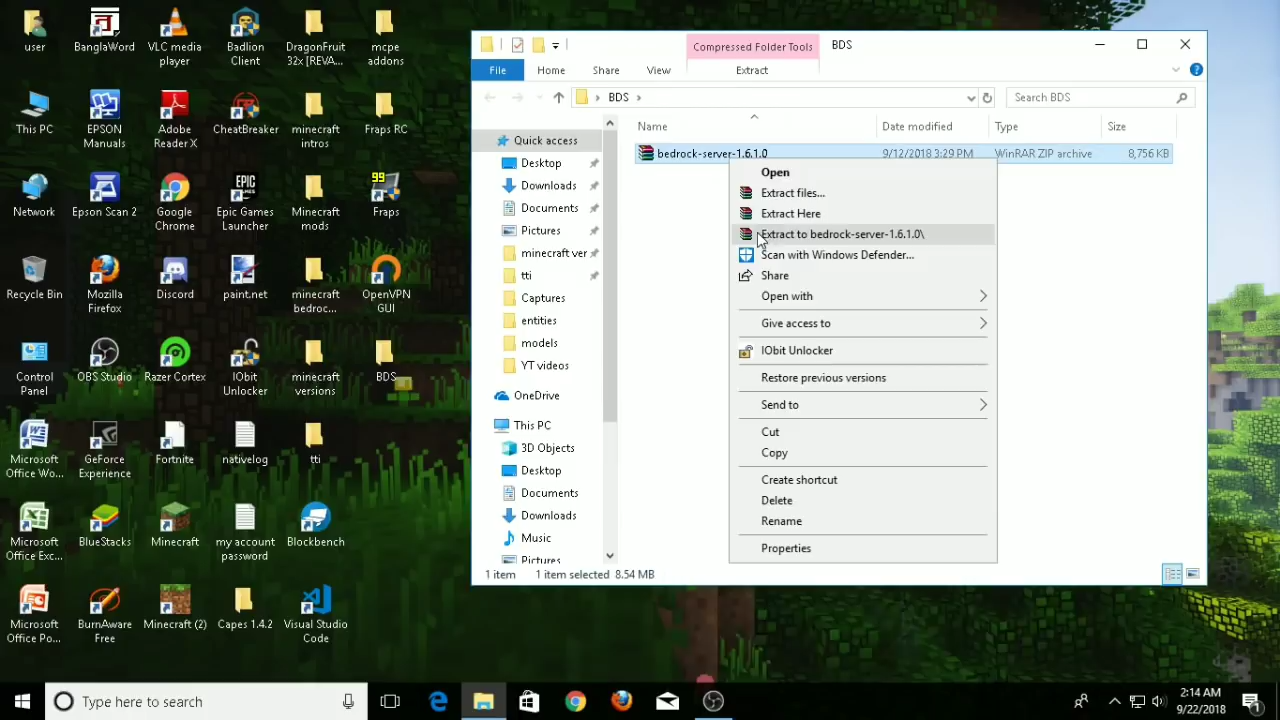 user
BanglaWord
VLC media
player
Badlion
Client
DragonFruit
32x [REVA...
mcpe
addons
This PC
EPSON
Manuals
Adobe
Reader X
CheatBreaker
minecraft
intros
Fraps RC
Network
Epson Scan 2
Google
Chrome
EPIC
GAMES
Epic Games
Launcher
Minecraft
mods
99
Fraps
Recycle Bin
Mozilla
Firefox
Discord
paint.net
minecraft
bedroc...
OpenVPN
GUI
Control
Panel
OBS Studio
Razer Cortex
IObit
Unlocker
minecraft
versions
BDS
Microsoft
Office Wo...
GeForce
Experience
Fortnite
nativelog
tti
Microsoft
Office Exc...
BlueStacks
Minecraft
my account
password
Blockbench
Microsoft
Office Po...
BurnAware
Free
Minecraft (2)
Capes 1.4.2
Visual Studio
Code
Compressed Folder Tools
BDS
File
Home
Share
View
Extract
BDS
Search BDS
Name
Date modified
Type
Size
Quick access
Desktop
Downloads
Documents
Pictures
minecraft ver
tti
Captures
entities
models
YT videos
OneDrive
This PC
3D Objects
Desktop
Documents
Downloads
Music
Pictures
bedrock-server-1.6.1.0
9/12/2018 3:29 PM
WinRAR ZIP archive
8,756 KB
Open
Extract files...
Extract Here
Extract to bedrock-server-1.6.1.0\
Scan with Windows Defender...
Share
Open with
Give access to
IObit Unlocker
Restore previous versions
Send to
Cut
Copy
Create shortcut
Delete
Rename
Properties
1 item
1 item selected 8.54 MB
Type here to search
2:14 AM
9/22/2018